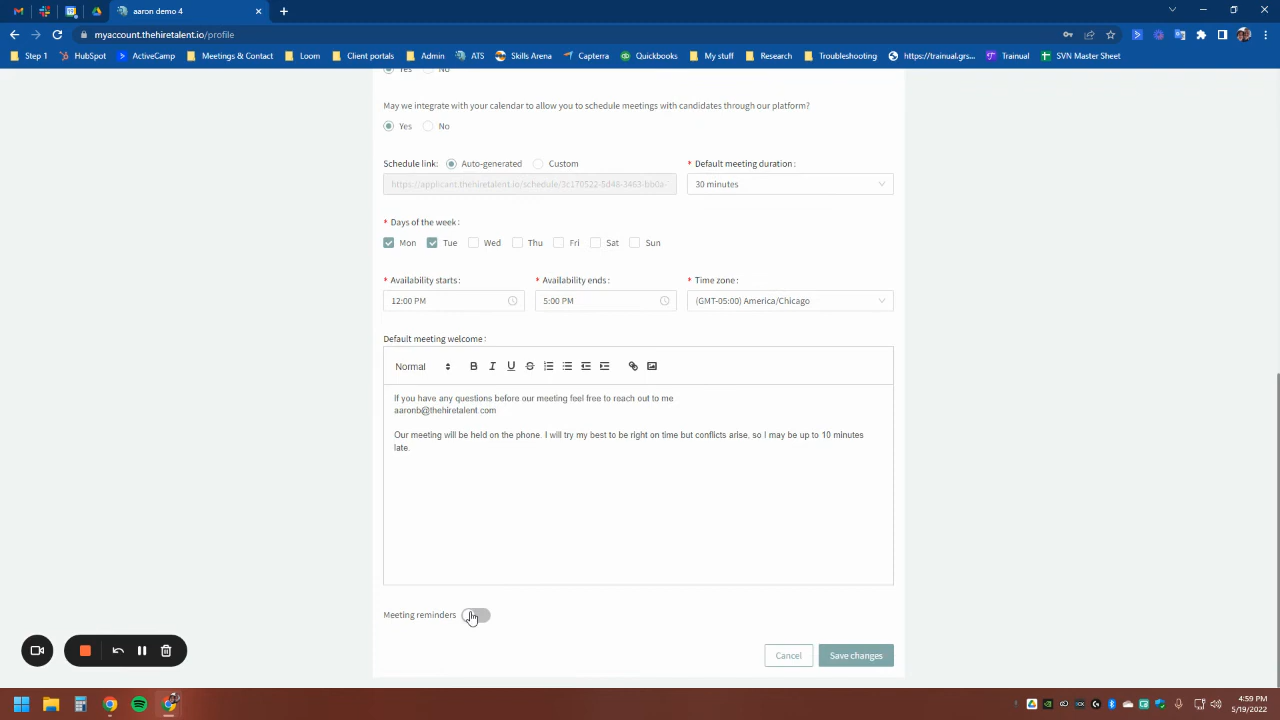 aaron demo 4
myaccount.thehiretalent.io/profile
Step 1 HubSpot ActiveCamp Meetings & Contact Loom Client portals Admin ATS Skills Arena Capterra Quickbooks My stuff Research Troubleshooting https://trainual.grs... Trainual SVN Master Sheet
Yes No
May we integrate with your calendar to allow you to schedule meetings with candidates through our platform?
Yes No
Schedule link: Auto-generated Custom * Default meeting duration:
https://applicant.thehiretalent.io/schedule/3c170522-5d48-3463-bb0a- 30 minutes
* Days of the week:
Mon Tue Wed Thu Fri Sat Sun
* Availability starts: * Availability ends: * Time zone:
12:00 PM 5:00 PM (GMT-05:00) America/Chicago
Default meeting welcome:
Normal B I U S
If you have any questions before our meeting feel free to reach out to me
aaronb@thehiretalent.com
Our meeting will be held on the phone. I will try my best to be right on time but conflicts arise, so I may be up to 10 minutes
late.
Meeting reminders
Cancel Save changes
4:59 PM
5/19/2022